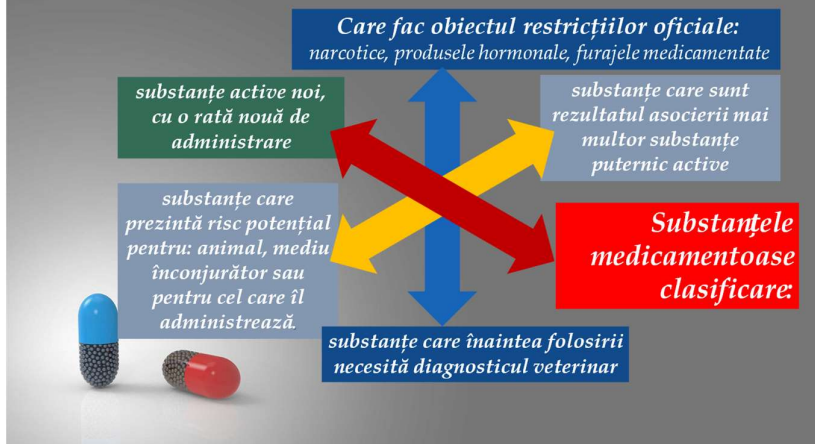 Care fac obiectul restricțiilor oficiale:
narcotice, produsele hormonale, furajele medicamentate
substanțe active noi,
cu o rată nouă de
administrare
substanțe care sunt
rezultatul asocierii mai
multor substanțe
puternic active
substanțe care
prezintă risc potențial
pentru: animal, mediu
înconjurător sau
pentru cel care îl
administrează.
Substanțele
medicamentoase
clasificare:
substanțe care înaintea folosirii
necesită diagnosticul veterinar